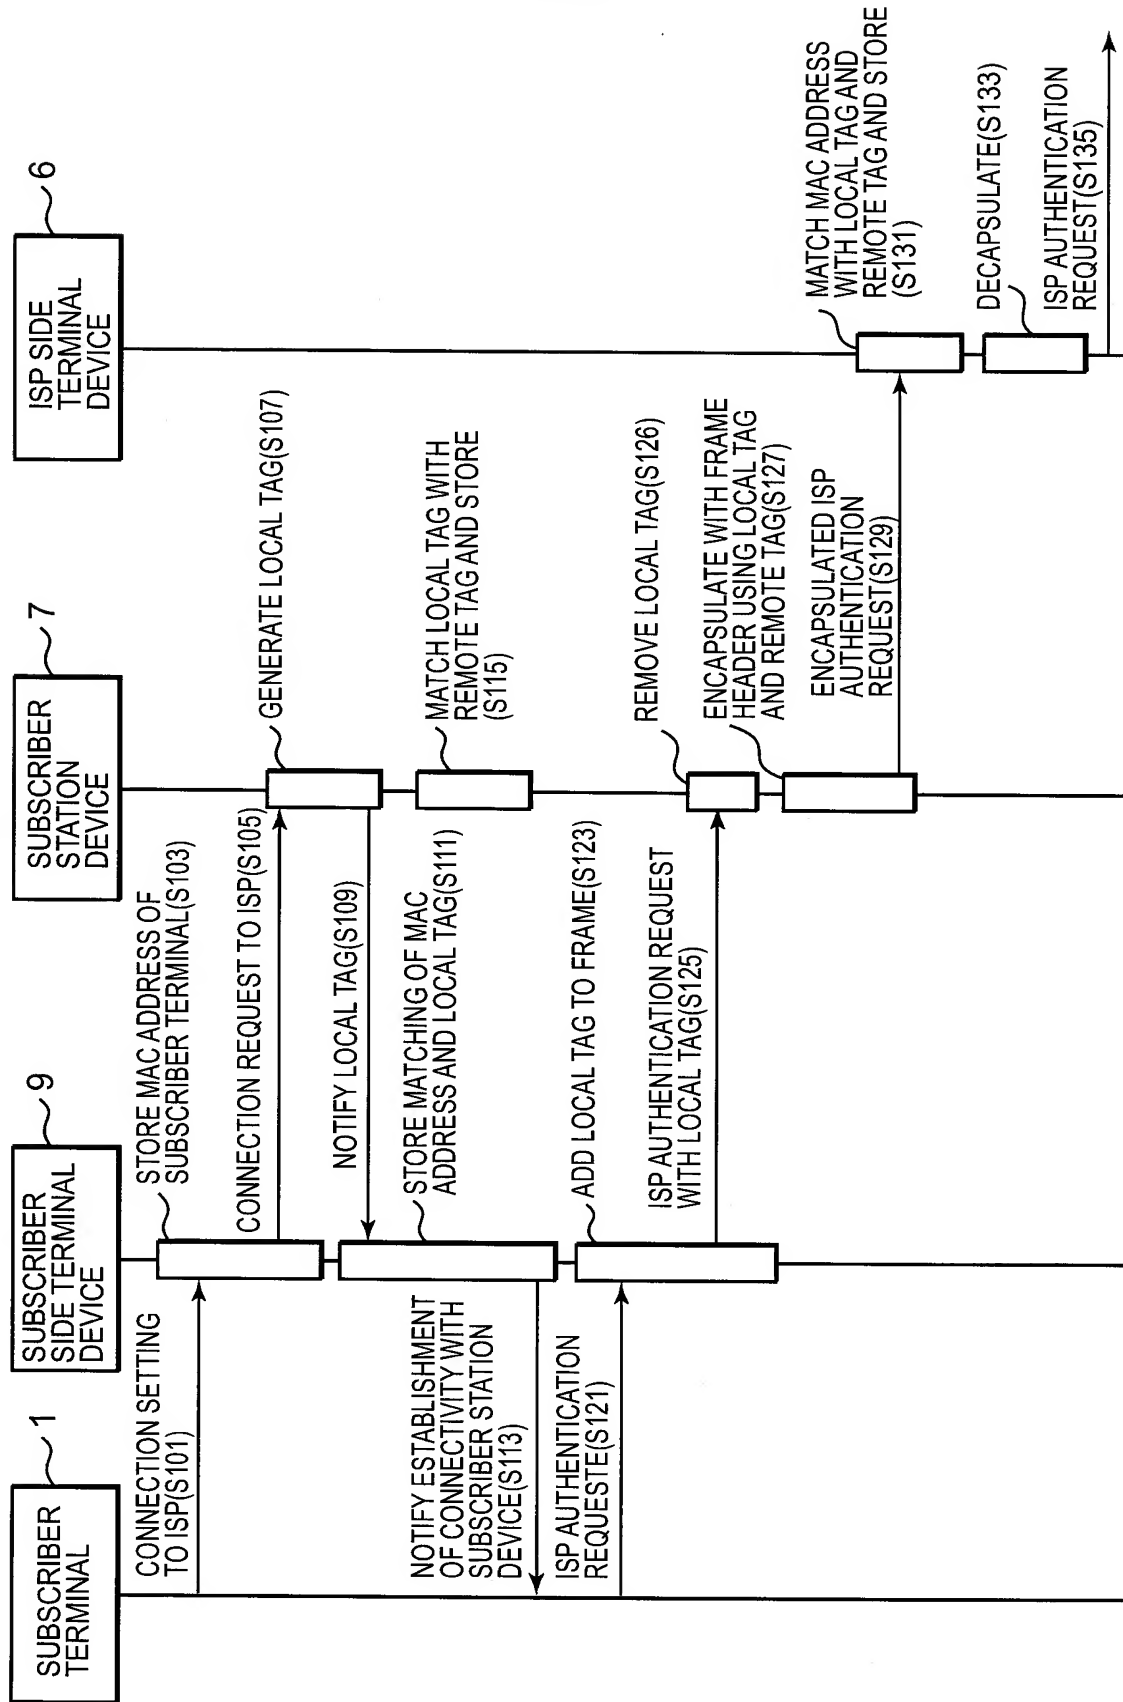 SUBSCRIBER
TERMINAL
1
SUBSCRIBER
SIDE TERMINAL
DEVICE
9
SUBSCRIBER
STATION
DEVICE
7
ISP SIDE
TERMINAL
DEVICE
6
CONNECTION SETTING
TO ISP(S101)
STORE MAC ADDRESS OF
SUBSCRIBER TERMINAL(S103)
CONNECTION REQUEST TO ISP(S105)
GENERATE LOCAL TAG(S107)
NOTIFY LOCAL TAG(S109)
STORE MATCHING OF MAC
ADDRESS AND LOCAL TAG(S111)
NOTIFY ESTABLISHMENT
OF CONNECTIVITY WITH
SUBSCRIBER STATION
DEVICE(S113)
MATCH LOCAL TAG WITH
REMOTE TAG AND STORE
(S115)
ISP AUTHENTICATION
REQUESTE(S121)
ADD LOCAL TAG TO FRAME(S123)
ISP AUTHENTICATION REQUEST
WITH LOCAL TAG(S125)
REMOVE LOCAL TAG(S126)
ENCAPSULATE WITH FRAME
HEADER USING LOCAL TAG
AND REMOTE TAG(S127)
ENCAPSULATED ISP
AUTHENTICATION
REQUEST(S129)
MATCH MAC ADDRESS
WITH LOCAL TAG AND
REMOTE TAG AND STORE
(S131)
DECAPSULATE(S133)
ISP AUTHENTICATION
REQUEST(S135)